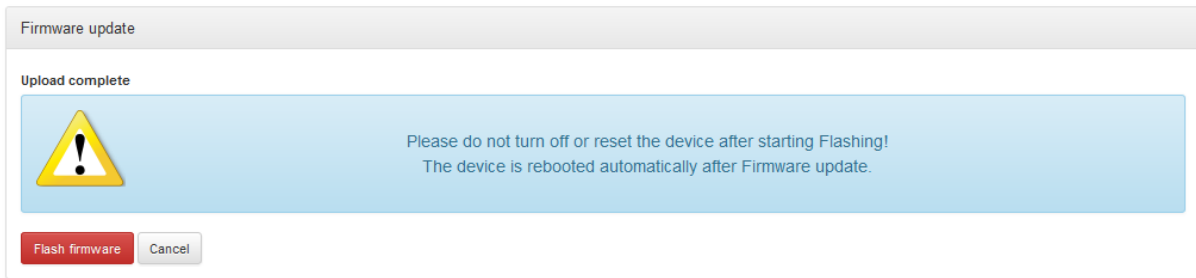 Firmware update
Upload complete
Please do not turn off or reset the device after starting Flashing!
The device is rebooted automatically after Firmware update.
Flash firmware Cancel